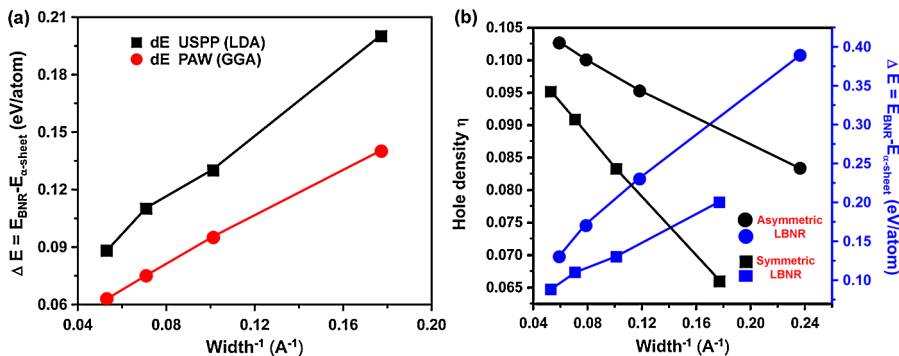 (a)
0.21
0.18
0.15
0.12
0.09
0.06
Δ E = E_BNR-E_α-sheet (eV/atom)
dE USPP (LDA)
dE PAW (GGA)
0.04 0.08 0.12 0.16 0.20
Width⁻¹ (A⁻¹)
(b)
0.105
0.100
0.095
0.090
0.085
0.080
0.075
0.070
0.065
Hole density η
0.40
0.35
0.30
0.25
0.20
0.15
0.10
Δ E = E_BNR-E_α-sheet (eV/atom)
Asymmetric
LBNR
Symmetric
LBNR
0.04 0.08 0.12 0.16 0.20 0.24
Width⁻¹ (A⁻¹)